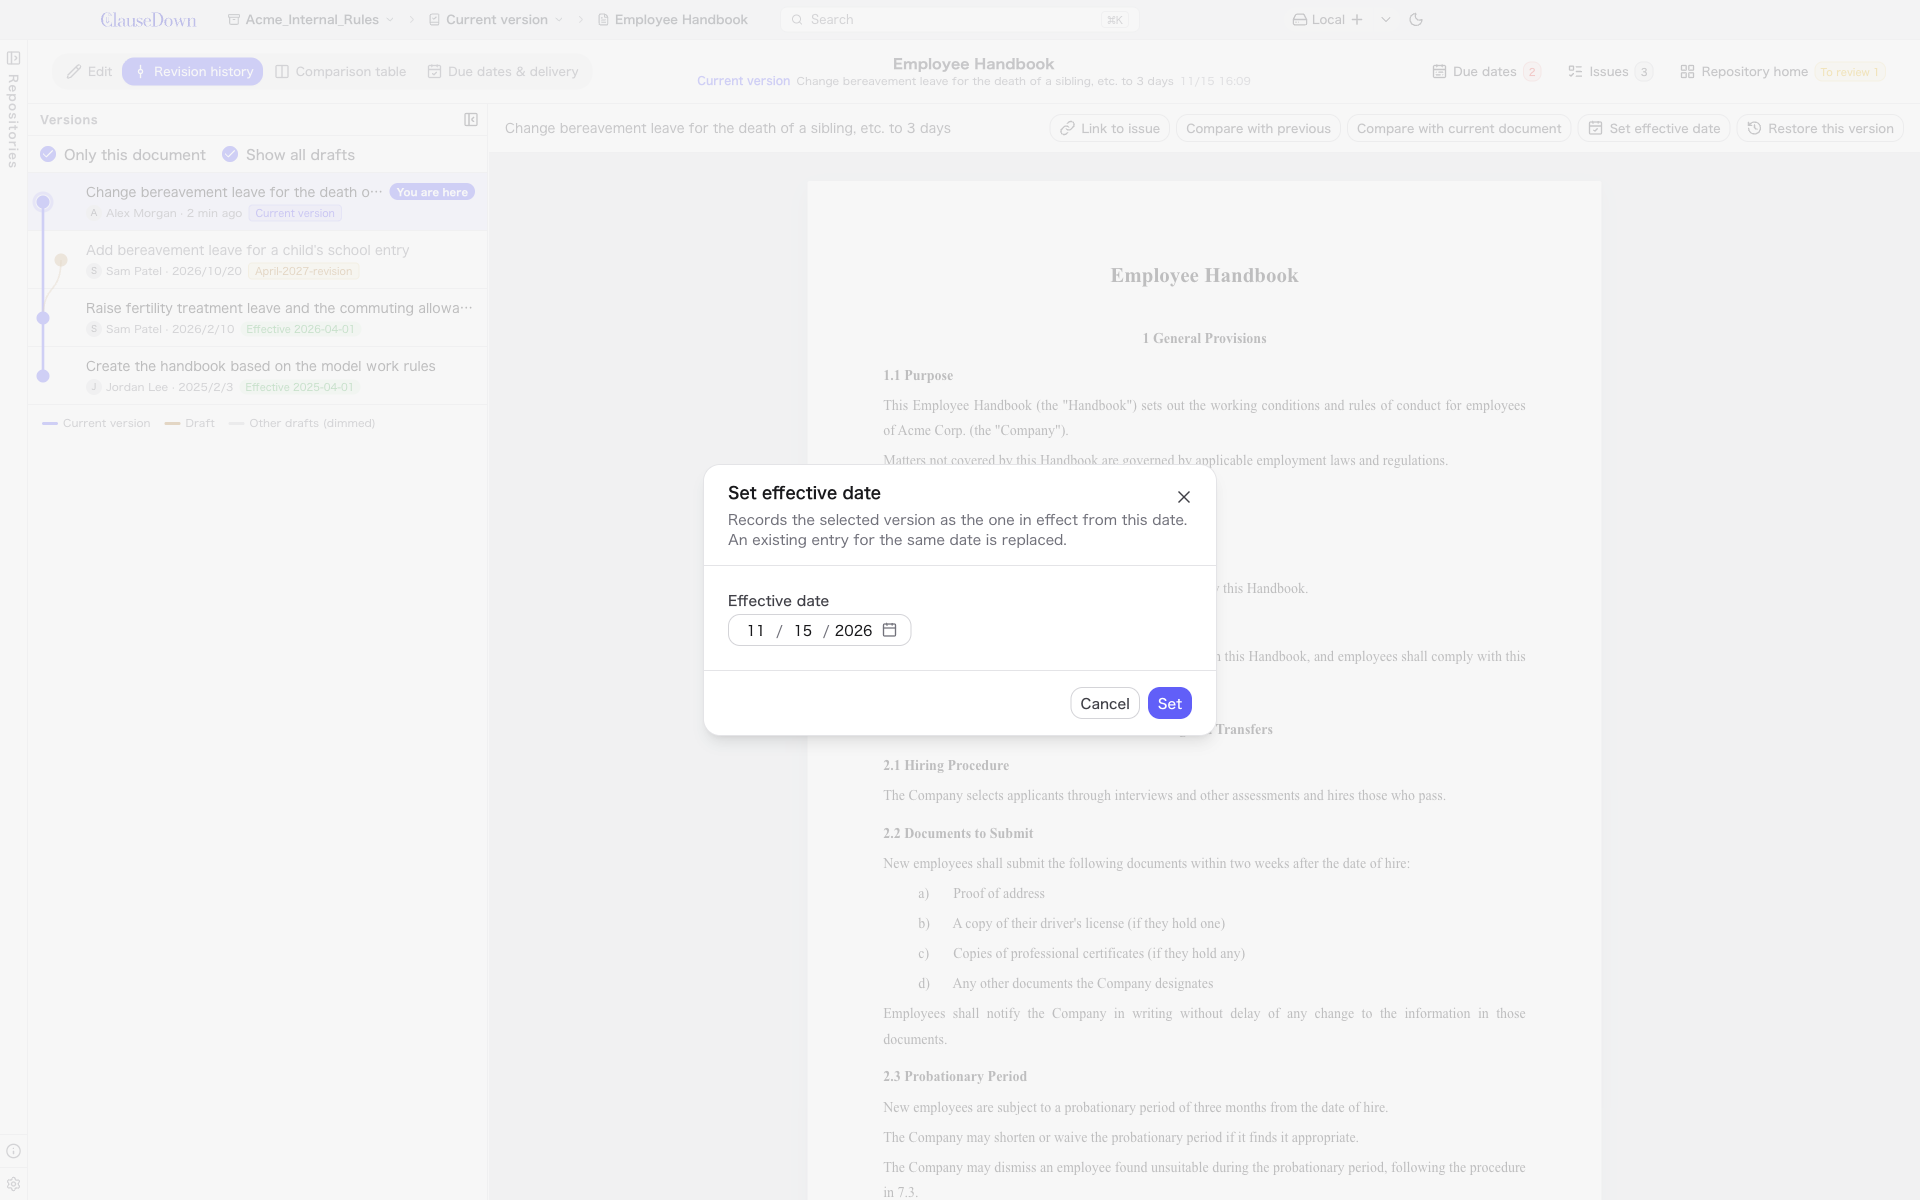 ClauseDown
Acme_Internal_Rules
Current version
Employee Handbook
Search
⌘K
Local
Edit
Revision history
Comparison table
Due dates & delivery
Employee Handbook
Current version Change bereavement leave for the death of a sibling, etc. to 3 days 11/15 16:09
Due dates 2
Issues 3
Repository home To review 1
Repositories
Versions
Only this document
Show all drafts
Change bereavement leave for the death o⋯ You are here
A Alex Morgan · 2 min ago Current version
Add bereavement leave for a child's school entry
S Sam Patel · 2026/10/20 April-2027-revision
Raise fertility treatment leave and the commuting allowa⋯
S Sam Patel · 2026/2/10 Effective 2026-04-01
Create the handbook based on the model work rules
J Jordan Lee · 2025/2/3 Effective 2025-04-01
Current version
Draft
Other drafts (dimmed)
Change bereavement leave for the death of a sibling, etc. to 3 days
Link to issue
Compare with previous
Compare with current document
Set effective date
Restore this version
Employee Handbook
1 General Provisions
1.1 Purpose
This Employee Handbook (the "Handbook") sets out the working conditions and rules of conduct for employees
of Acme Corp. (the "Company").
Matters not covered by this Handbook are governed by applicable employment laws and regulations.
this Handbook.
this Handbook, and employees shall comply with this
Transfers
Set effective date
Records the selected version as the one in effect from this date.
An existing entry for the same date is replaced.
Effective date
11 / 15 / 2026
Cancel
Set
2.1 Hiring Procedure
The Company selects applicants through interviews and other assessments and hires those who pass.
2.2 Documents to Submit
New employees shall submit the following documents within two weeks after the date of hire:
a) Proof of address
b) A copy of their driver's license (if they hold one)
c) Copies of professional certificates (if they hold any)
d) Any other documents the Company designates
Employees shall notify the Company in writing without delay of any change to the information in those
documents.
2.3 Probationary Period
New employees are subject to a probationary period of three months from the date of hire.
The Company may shorten or waive the probationary period if it finds it appropriate.
The Company may dismiss an employee found unsuitable during the probationary period, following the procedure
in 7.3.